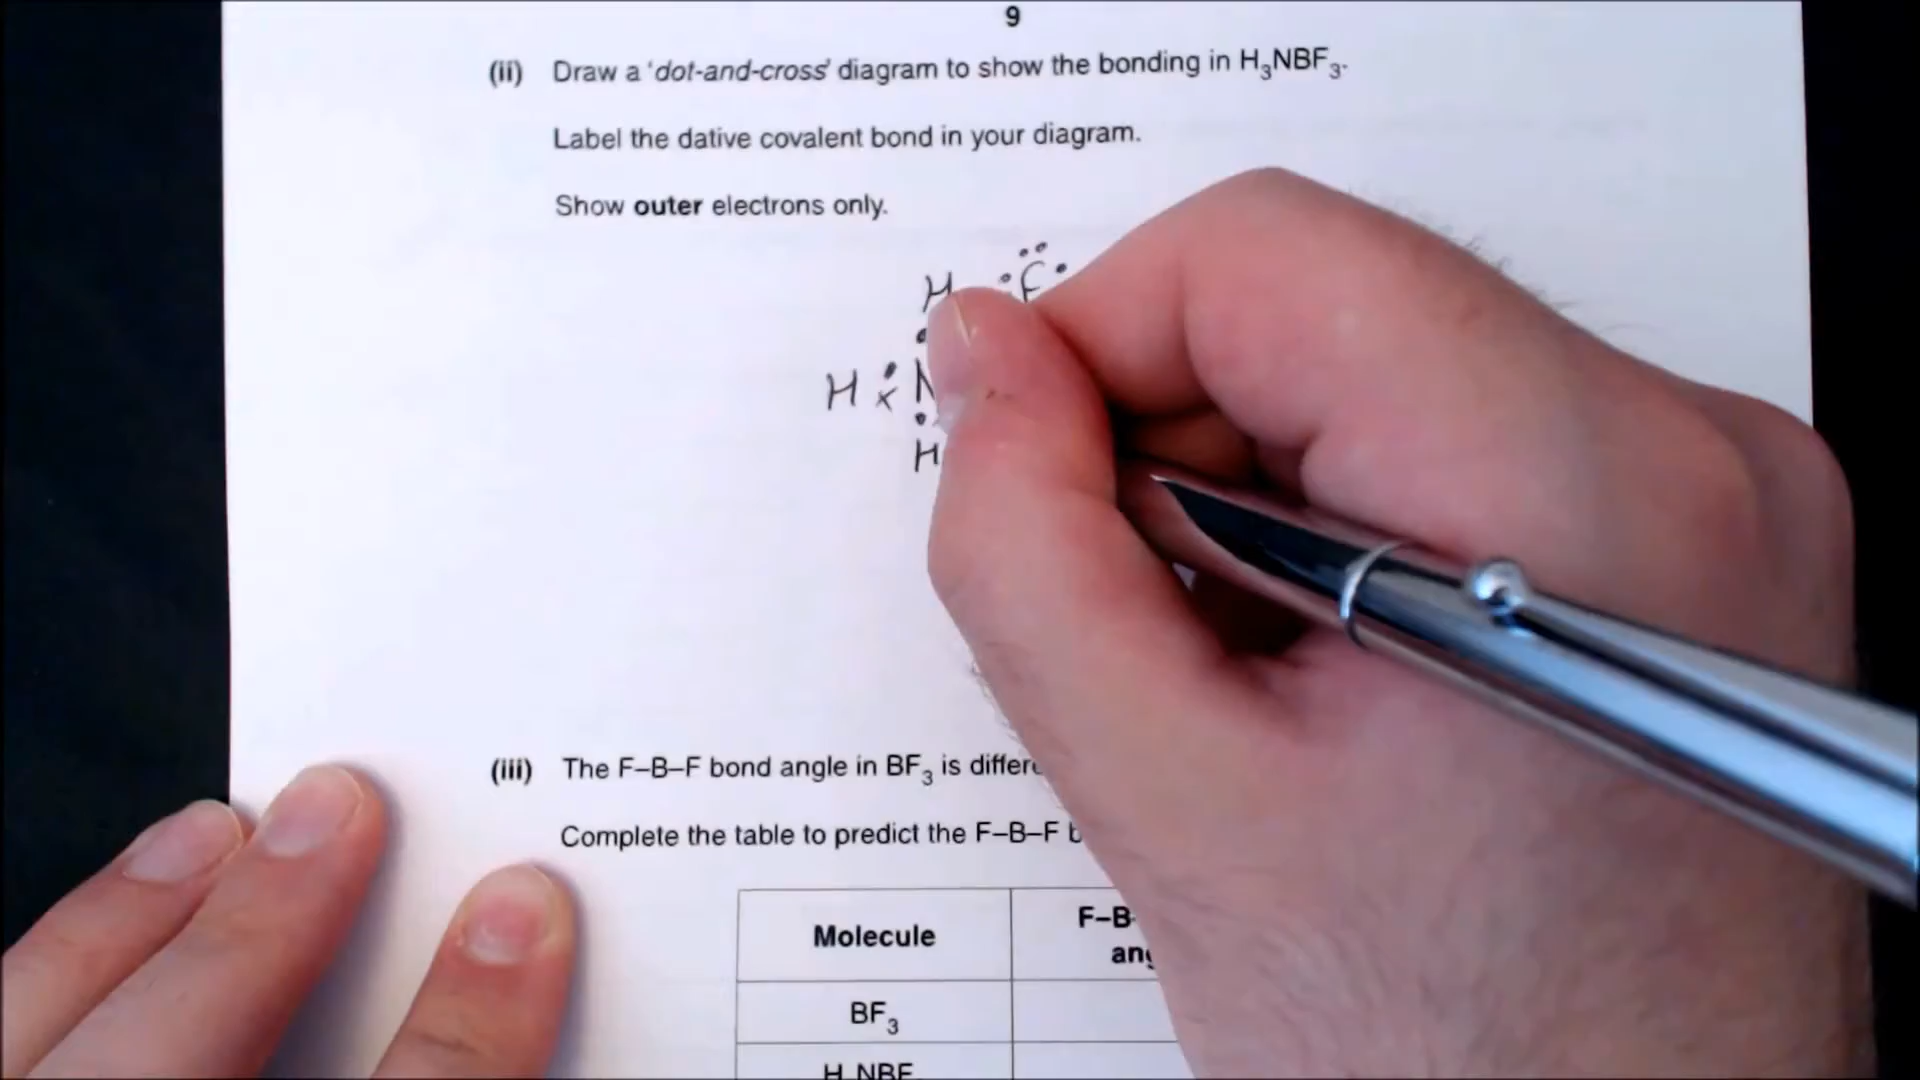 9
(ii) Draw a 'dot-and-cross' diagram to show the bonding in H₃NBF₃.
Label the dative covalent bond in your diagram.
Show outer electrons only.
H F
H N
H
(iii) The F–B–F bond angle in BF₃ is
Complete the table to predict the F–B–F
Molecule F–B
BF₃
H NBF